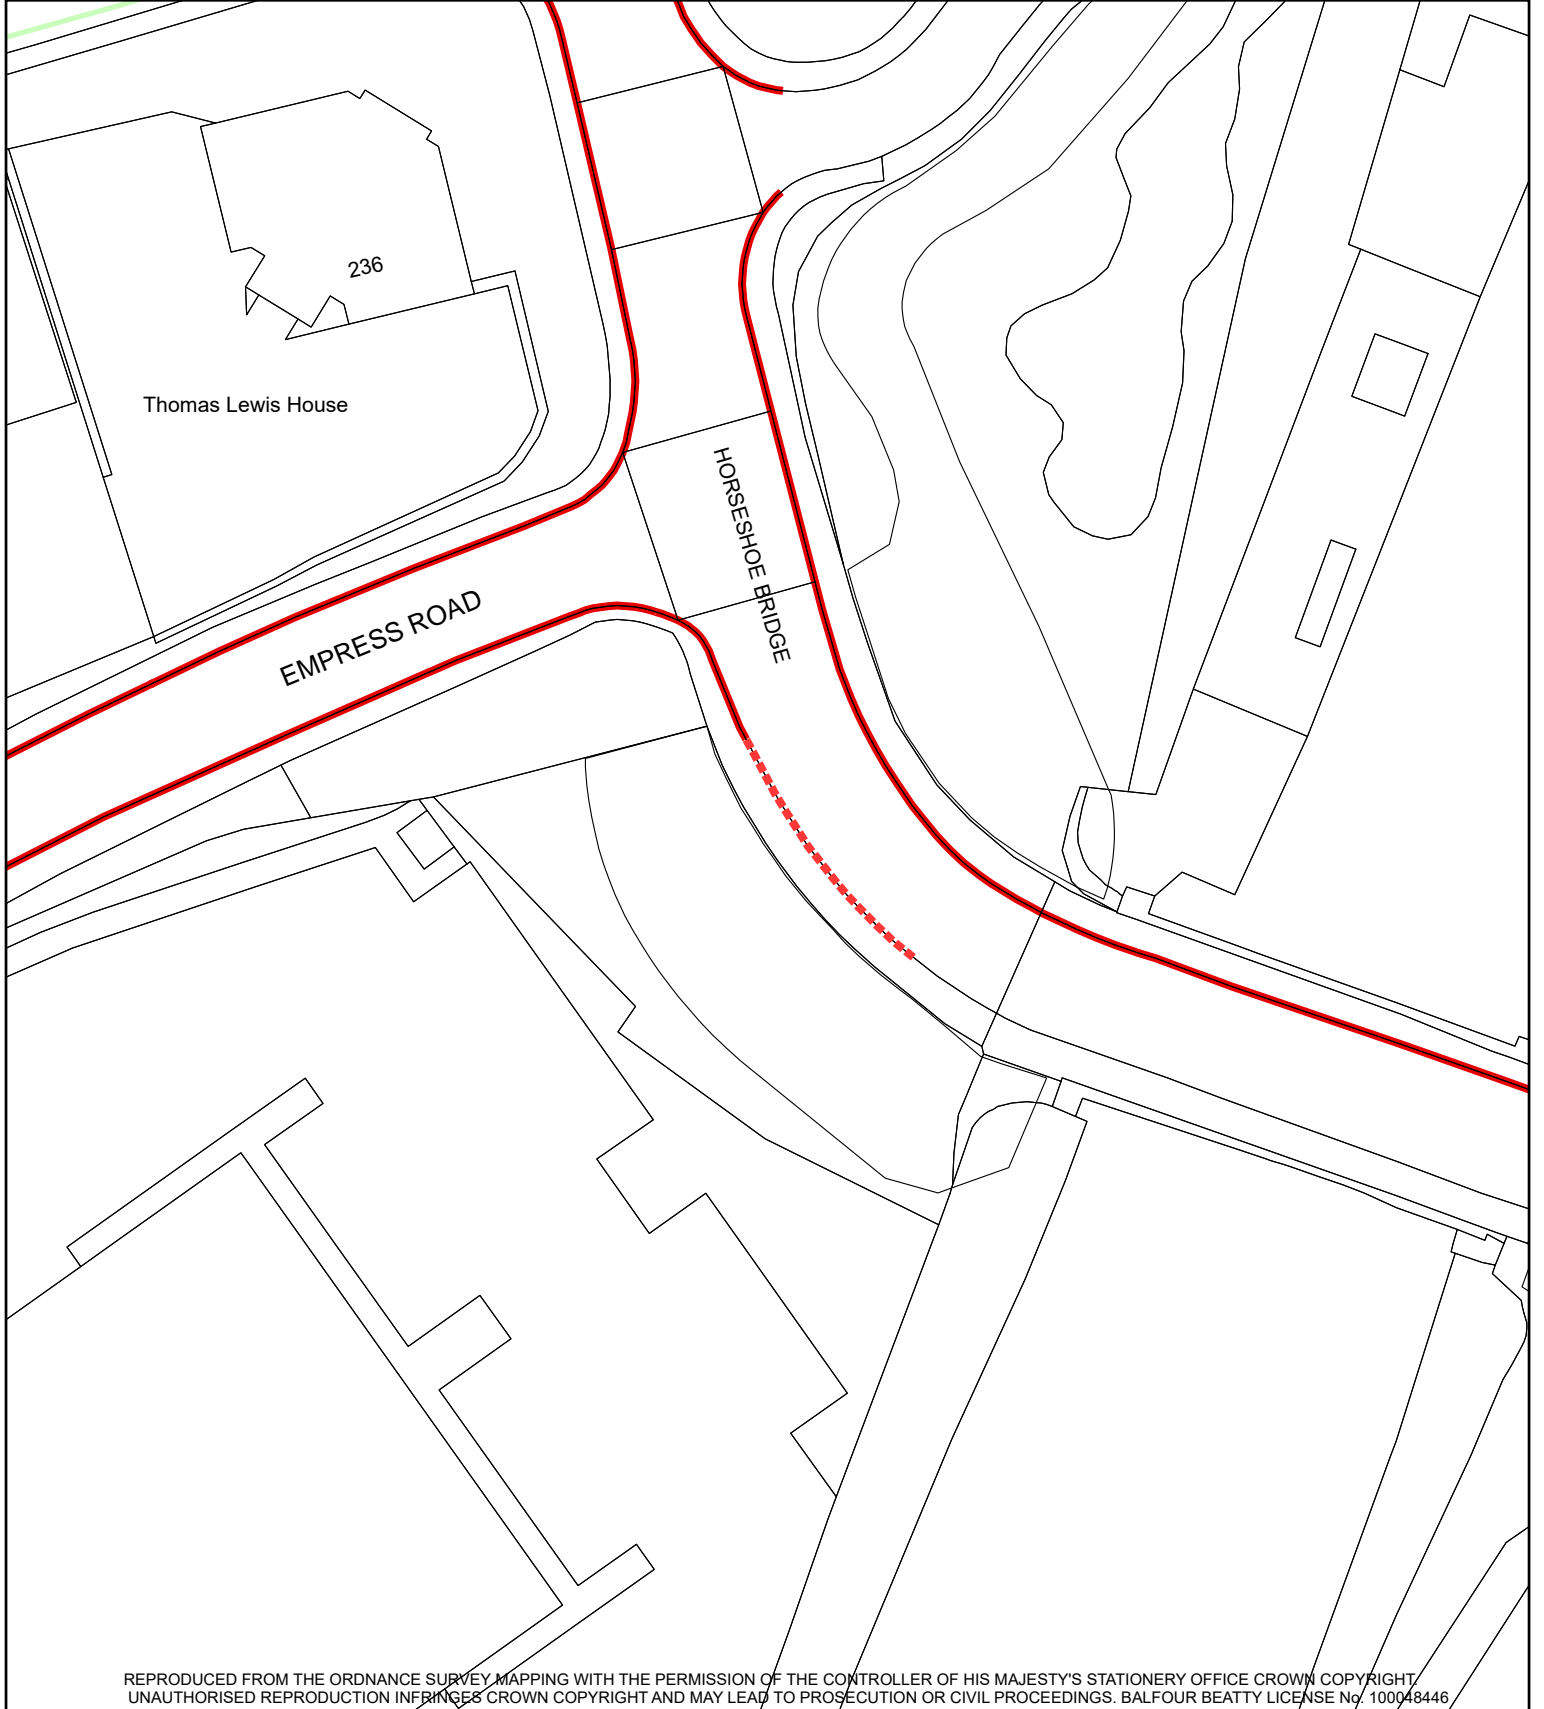 236
Thomas Lewis House
HORSESHOE BRIDGE
EMPRESS ROAD
REPRODUCED FROM THE ORDNANCE SURVEY MAPPING WITH THE PERMISSION OF THE CONTROLLER OF HIS MAJESTY'S STATIONERY OFFICE CROWN COPYRIGHT.
UNAUTHORISED REPRODUCTION INFRINGES CROWN COPYRIGHT AND MAY LEAD TO PROSECUTION OR CIVIL PROCEEDINGS. BALFOUR BEATTY LICENSE No. 100048446